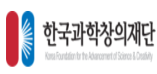 한국과학창의재단
Korea Foundation for the Advancement of Science & Creativity